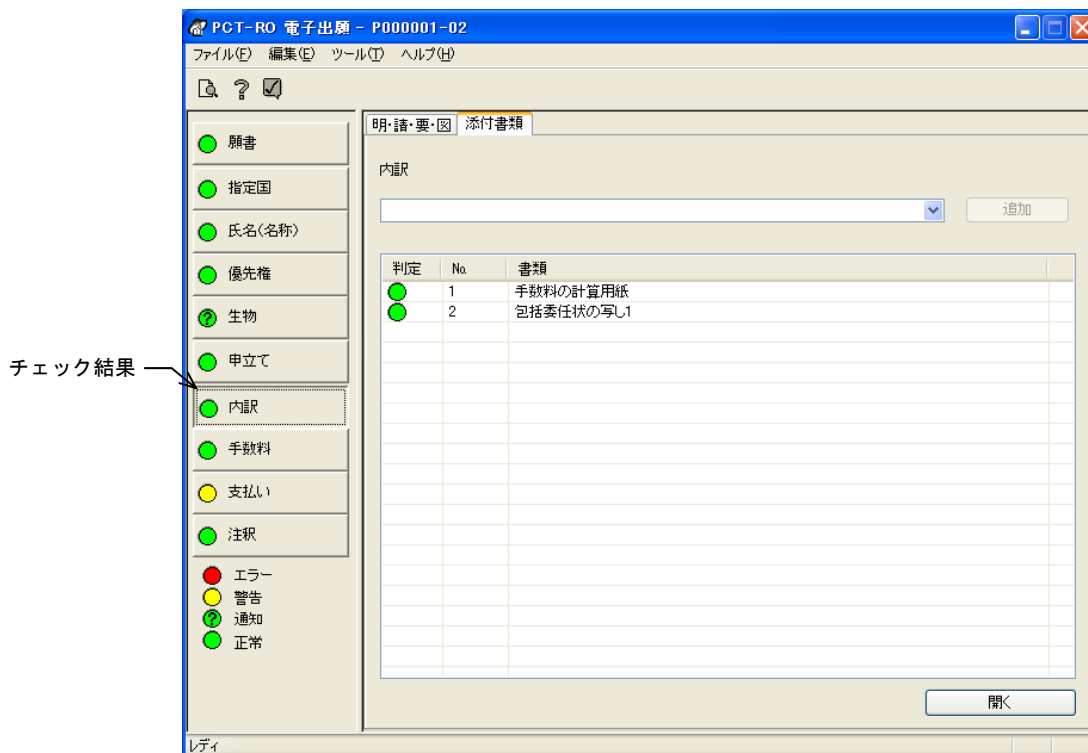 PCT-RO 電子出願 - P000001-02
ファイル(F) 編集(E) ツール(T) ヘルプ(H)
願書
指定国
氏名(名称)
優先権
生物
申立て
チェック結果
内訳
手数料
支払い
注釈
エラー
警告
通知
正常
明・請・要・図 添付書類
内訳
追加
判定 No. 書類
1 手数料の計算用紙
2 包括委任状の写し1
開く
レディ